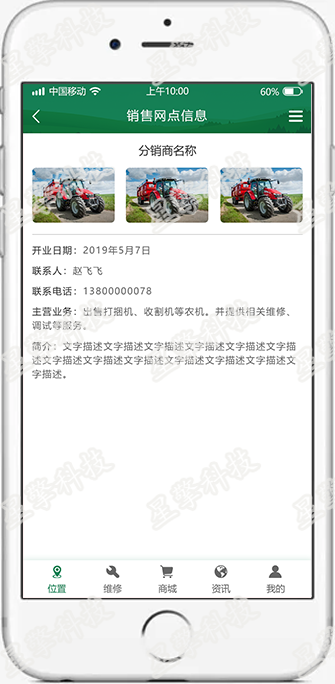 中国移动 上午10:00 60%
销售网点信息
分销商名称
开业日期：2019年5月7日
联系人：赵飞飞
联系电话：13800000078
主营业务：出售打捆机、收割机等农机。并提供相关维修、
调试等服务。
简介：文字描述文字描述文字描述文字描述文字描述文字描
述文字描述文字描述文字描述文字描述文字描述文字描述文
字描述。
位置 维修 商城 资讯 我的
星擎科技